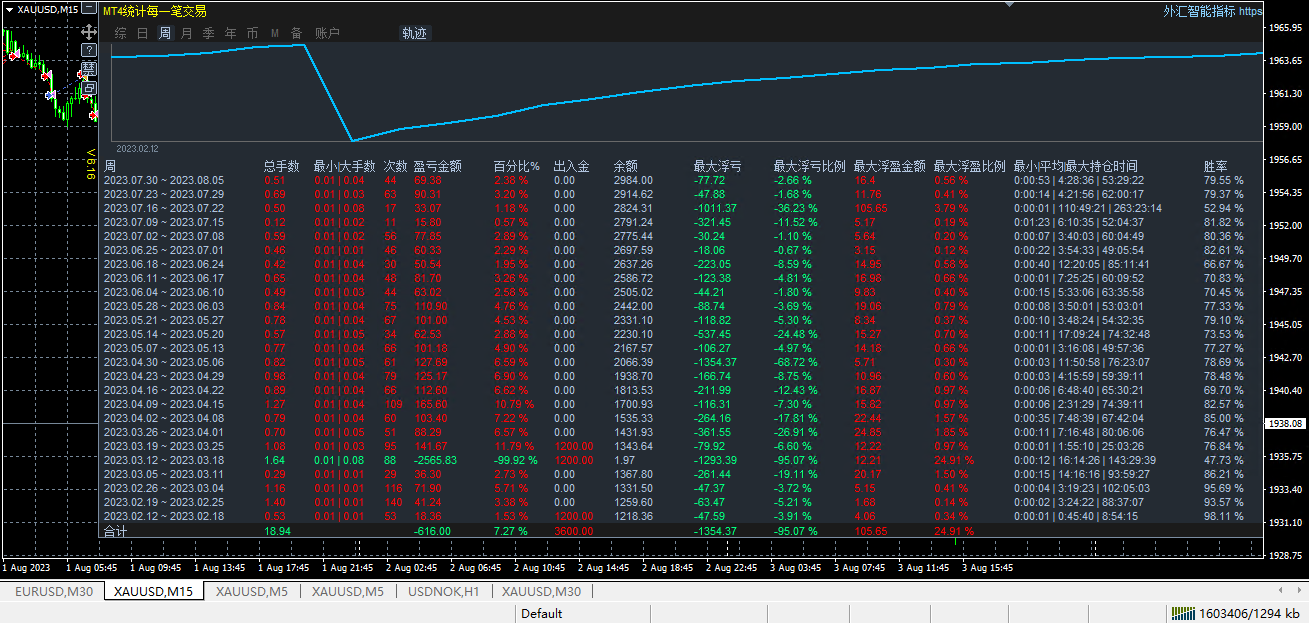 XAUUSD,M15
MT4统计每一笔交易
外汇智能指标 https
综 日 周 月 季 年 币 M 备 账户 轨迹
?
V6.16
2023.02.12
周 总手数 最小|大手数 次数 盈亏金额 百分比% 出入金 余额 最大浮亏 最大浮亏比例 最大浮盈金额 最大浮盈比例 最小|平均|最大持仓时间 胜率
2023.07.30 ~ 2023.08.05 0.51 0.01 | 0.04 44 69.38 2.38 % 0.00 2984.00 -77.72 -2.66 % 16.4 0.56 % 0:00:53 | 4:28:36 | 53:29:22 79.55 %
2023.07.23 ~ 2023.07.29 0.69 0.01 | 0.03 63 90.31 3.20 % 0.00 2914.62 -47.88 -1.68 % 11.76 0.41 % 0:00:14 | 4:21:56 | 62:00:17 79.37 %
2023.07.16 ~ 2023.07.22 0.50 0.01 | 0.08 17 33.07 1.18 % 0.00 2824.31 -1011.37 -36.23 % 105.65 3.79 % 0:00:01 | 110:49:21 | 263:23:14 52.94 %
2023.07.09 ~ 2023.07.15 0.12 0.01 | 0.02 11 15.80 0.57 % 0.00 2791.24 -321.45 -11.52 % 5.17 0.19 % 0:01:23 | 6:10:35 | 52:04:37 81.82 %
2023.07.02 ~ 2023.07.08 0.59 0.01 | 0.02 56 77.85 2.89 % 0.00 2775.44 -30.24 -1.10 % 5.64 0.20 % 0:00:07 | 3:40:03 | 60:04:49 80.36 %
2023.06.25 ~ 2023.07.01 0.46 0.01 | 0.01 46 60.33 2.29 % 0.00 2697.59 -18.06 -0.67 % 3.16 0.12 % 0:00:22 | 3:54:33 | 49:05:54 82.61 %
2023.06.18 ~ 2023.06.24 0.42 0.01 | 0.04 30 50.54 1.95 % 0.00 2637.26 -223.05 -8.59 % 14.95 0.58 % 0:00:40 | 12:20:05 | 85:11:41 66.67 %
2023.06.11 ~ 2023.06.17 0.65 0.01 | 0.04 48 81.70 3.26 % 0.00 2586.72 -123.38 -4.81 % 16.98 0.66 % 0:00:01 | 7:25:25 | 60:09:52 70.83 %
2023.06.04 ~ 2023.06.10 0.49 0.01 | 0.03 44 63.02 2.58 % 0.00 2505.02 -44.21 -1.80 % 9.83 0.40 % 0:00:15 | 5:33:06 | 63:35:58 70.45 %
2023.05.28 ~ 2023.06.03 0.84 0.01 | 0.04 75 110.90 4.76 % 0.00 2442.00 -88.74 -3.69 % 19.06 0.79 % 0:00:08 | 3:50:01 | 53:03:01 77.33 %
2023.05.21 ~ 2023.05.27 0.78 0.01 | 0.04 67 101.00 4.53 % 0.00 2331.10 -118.82 -5.30 % 8.34 0.37 % 0:00:10 | 3:48:24 | 54:32:35 79.10 %
2023.05.14 ~ 2023.05.20 0.57 0.01 | 0.05 34 62.53 2.88 % 0.00 2230.10 -537.45 -24.48 % 15.27 0.70 % 0:00:11 | 17:09:24 | 74:32:48 73.53 %
2023.05.07 ~ 2023.05.13 0.77 0.01 | 0.04 66 101.18 4.90 % 0.00 2167.57 -106.27 -4.97 % 14.18 0.66 % 0:00:01 | 3:16:08 | 49:57:36 77.27 %
2023.04.30 ~ 2023.05.06 0.82 0.01 | 0.05 61 127.69 6.59 % 0.00 2066.39 -1354.37 -68.72 % 5.71 0.30 % 0:00:03 | 11:50:58 | 76:23:07 78.69 %
2023.04.23 ~ 2023.04.29 0.96 0.01 | 0.04 79 125.17 6.90 % 0.00 1938.70 -166.74 -8.75 % 10.96 0.60 % 0:00:03 | 4:15:59 | 59:39:11 78.48 %
2023.04.16 ~ 2023.04.22 0.89 0.01 | 0.04 66 112.60 6.62 % 0.00 1813.53 -211.99 -12.43 % 16.67 0.97 % 0:00:06 | 6:48:40 | 65:30:21 69.70 %
2023.04.09 ~ 2023.04.15 1.27 0.01 | 0.04 109 165.60 10.79 % 0.00 1700.93 -116.31 -7.30 % 15.62 0.97 % 0:00:06 | 2:31:29 | 74:39:11 82.57 %
2023.04.02 ~ 2023.04.08 0.79 0.01 | 0.04 60 103.40 7.22 % 0.00 1535.33 -264.16 -17.81 % 22.44 1.57 % 0:00:35 | 7:48:39 | 67:42:04 85.00 %
2023.03.26 ~ 2023.04.01 0.70 0.01 | 0.05 51 88.29 6.57 % 0.00 1431.93 -361.55 -26.91 % 24.85 1.85 % 0:00:11 | 7:16:48 | 80:06:06 76.47 %
2023.03.19 ~ 2023.03.25 1.08 0.01 | 0.03 95 141.67 11.79 % 1200.00 1343.64 -79.92 -6.60 % 12.22 0.97 % 0:00:01 | 1:55:10 | 25:03:26 76.84 %
2023.03.12 ~ 2023.03.18 1.64 0.01 | 0.08 88 -2565.83 -99.92 % 1200.00 1.97 -1293.39 -95.07 % 12.21 24.91 % 0:00:12 | 16:14:26 | 143:29:39 47.73 %
2023.03.05 ~ 2023.03.11 0.29 0.01 | 0.01 29 36.30 2.73 % 0.00 1367.80 -261.44 -19.11 % 20.17 1.50 % 0:00:15 | 14:16:16 | 93:59:27 86.21 %
2023.02.26 ~ 2023.03.04 1.16 0.01 | 0.01 116 71.90 5.71 % 0.00 1331.50 -47.37 -3.72 % 5.15 0.41 % 0:00:04 | 3:19:23 | 102:05:03 95.69 %
2023.02.19 ~ 2023.02.25 1.40 0.01 | 0.01 140 41.24 3.38 % 0.00 1259.60 -63.47 -5.21 % 1.68 0.14 % 0:00:02 | 3:24:22 | 88:37:07 93.57 %
2023.02.12 ~ 2023.02.18 0.53 0.01 | 0.01 53 18.36 1.53 % 1200.00 1218.36 -47.59 -3.91 % 4.06 0.34 % 0:00:01 | 0:45:40 | 8:54:15 98.11 %
合计 18.94 -616.00 7.27 % 3600.00 -1354.37 -95.07 % 105.65 24.91 %
1965.95
1963.65
1961.30
1959.00
1956.65
1954.35
1952.00
1949.70
1947.35
1945.05
1942.70
1940.40
1938.08
1935.75
1933.40
1931.10
1928.75
1 Aug 2023 1 Aug 05:45 1 Aug 09:45 1 Aug 13:45 1 Aug 17:45 1 Aug 21:45 2 Aug 02:45 2 Aug 06:45 2 Aug 10:45 2 Aug 14:45 2 Aug 18:45 2 Aug 22:45 3 Aug 03:45 3 Aug 07:45 3 Aug 11:45 3 Aug 15:45
EURUSD,M30 XAUUSD,M15 XAUUSD,M5 XAUUSD,M5 USDNOK,H1 XAUUSD,M30
Default 1603406/1294 kb